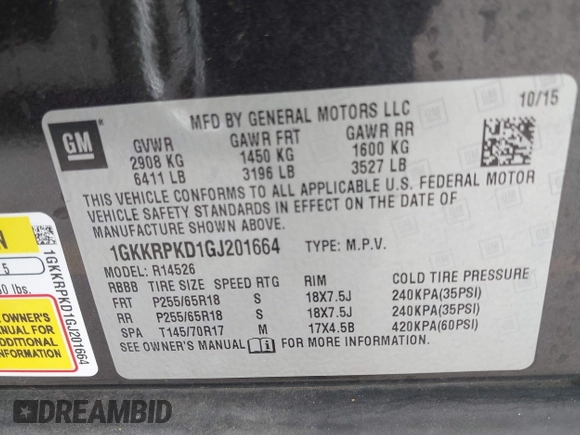 10/15
MFD BY GENERAL MOTORS LLC
GM
GVWR GAWR FRT GAWR RR
2908 KG 1450 KG 1600 KG
6411 LB 3196 LB 3527 LB
THIS VEHICLE CONFORMS TO ALL APPLICABLE U.S. FEDERAL MOTOR
VEHICLE SAFETY STANDARDS IN EFFECT ON THE DATE OF
MANUFACTURE SHOWN ABOVE.
1GKKRPKD1GJ201664 TYPE: M.P.V.
MODEL: R14526
RBBB TIRE SIZE SPEED RTG RIM COLD TIRE PRESSURE
FRT P255/65R18 S 18X7.5J 240KPA(35PSI)
RR P255/65R18 S 18X7.5J 240KPA(35PSI)
SPA T145/70R17 M 17X4.5B 420KPA(60PSI)
SEE OWNER'S MANUAL FOR MORE INFORMATION.
N
5
0 lbs.
OWNER'S
MANUAL FOR
ADDITIONAL
INFORMATION
1GKKRPKD1GJ201664
DREAMBID